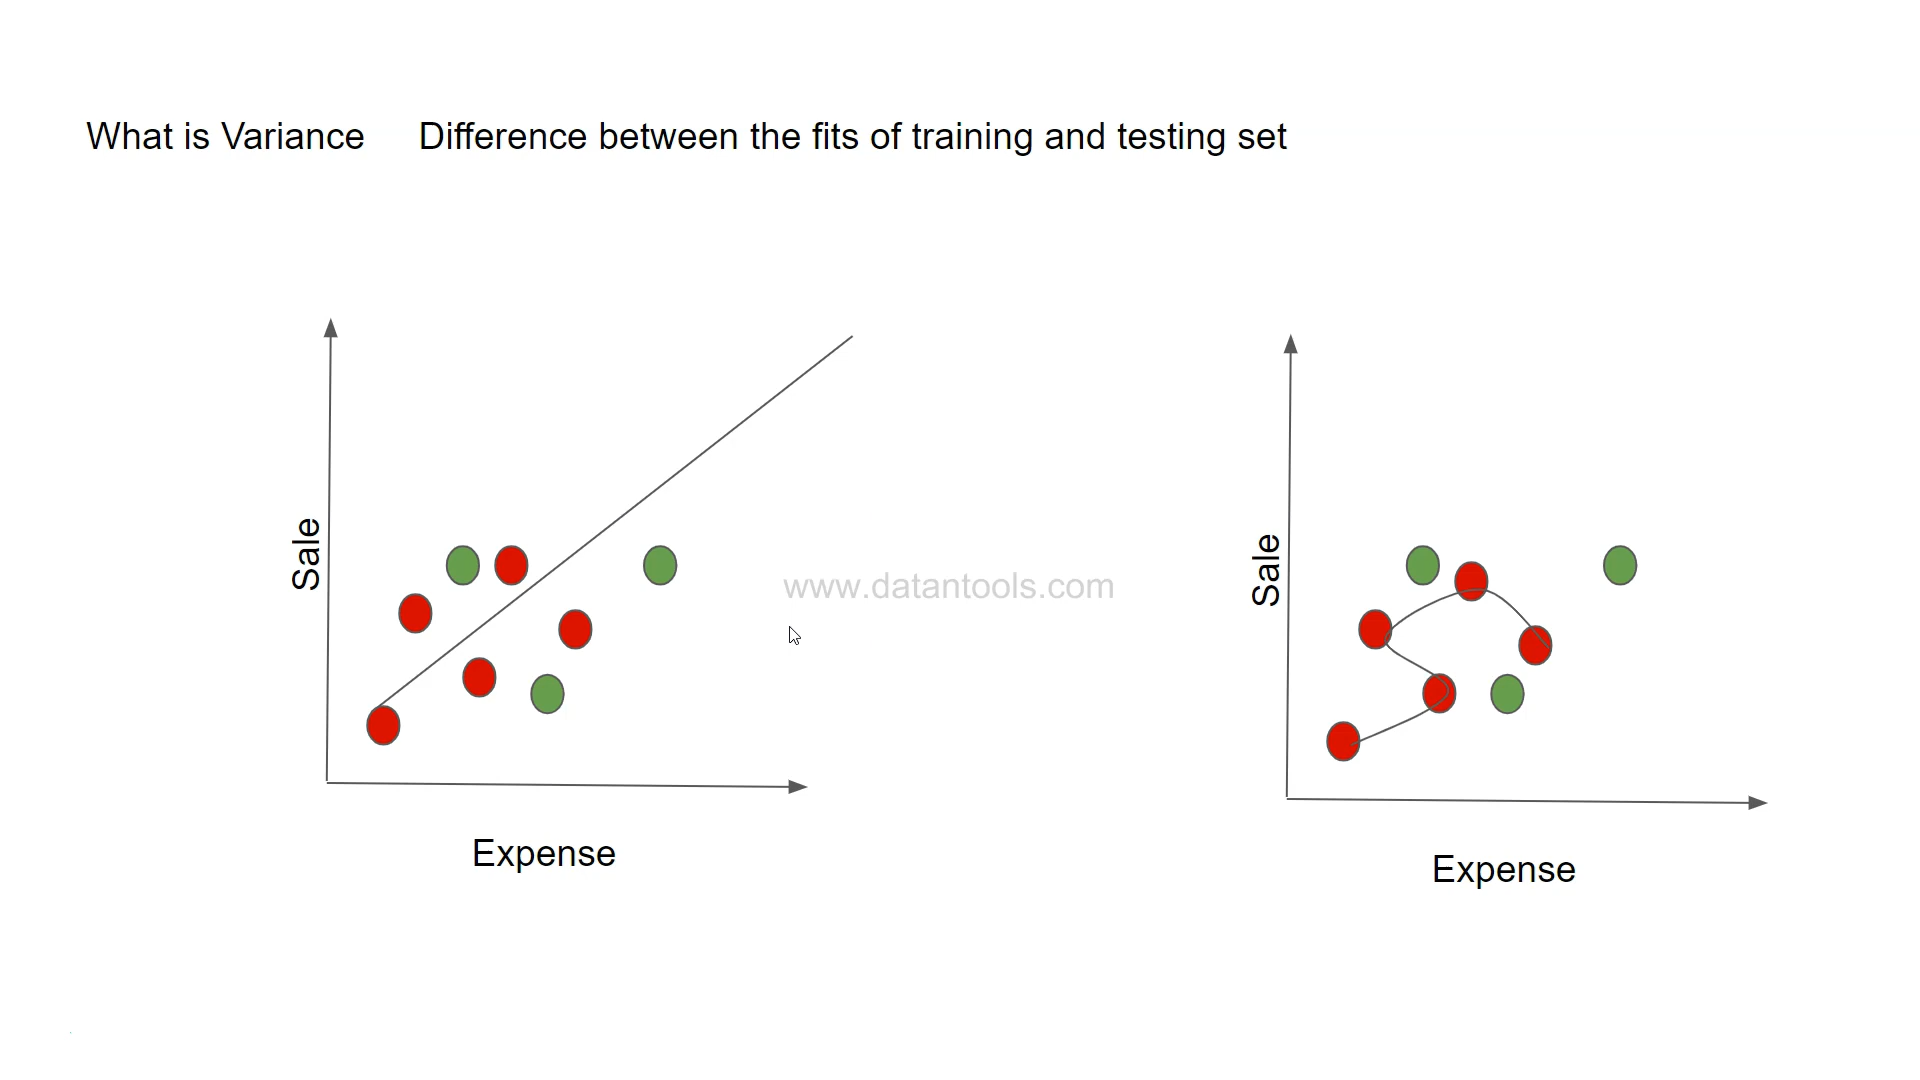 What is Variance Difference between the fits of training and testing set
Sale
www.datantools.com
Sale
Expense
Expense